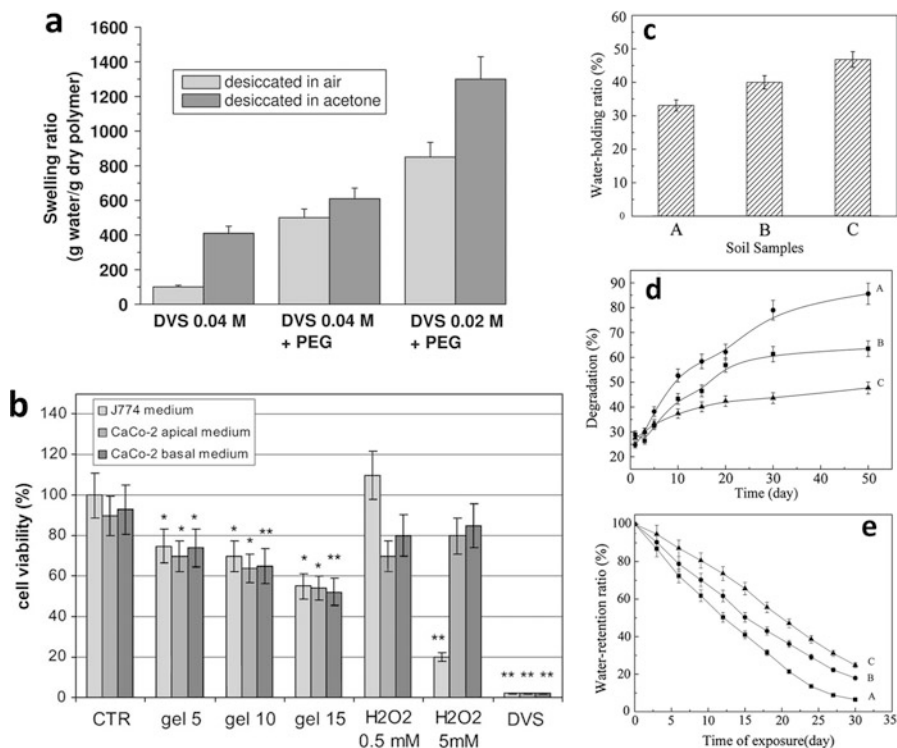 a
Swelling ratio
(g water/g dry polymer)
1600
1400
1200
1000
800
600
400
200
0
desiccated in air
desiccated in acetone
DVS 0.04 M
DVS 0.04 M
+ PEG
DVS 0.02 M
+ PEG
b
cell viability (%)
140
120
100
80
60
40
20
0
J774 medium
CaCo-2 apical medium
CaCo-2 basal medium
* * *
* * **
* * **
**
** ** **
CTR
gel 5
gel 10
gel 15
H2O2
0.5 mM
H2O2
5mM
DVS
c
Water-holding ratio (%)
60
50
40
30
20
10
0
A
B
C
Soil Samples
d
Degradation (%)
90
80
70
60
50
40
30
20
A
B
C
0
10
20
30
40
50
Time (day)
e
Water-retention ratio (%)
100
80
60
40
20
0
C
B
A
0
5
10
15
20
25
30
35
Time of exposure(day)